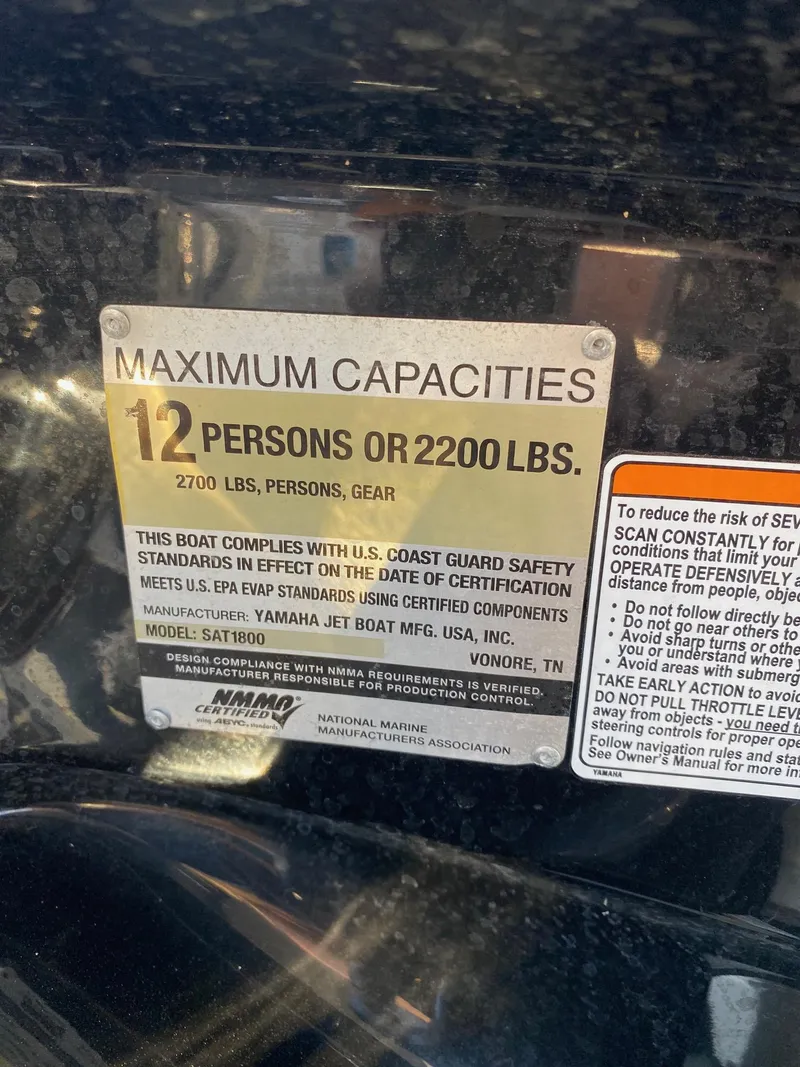 MAXIMUM CAPACITIES
12 PERSONS OR 2200 LBS.
2700 LBS, PERSONS, GEAR
THIS BOAT COMPLIES WITH U.S. COAST GUARD SAFETY
STANDARDS IN EFFECT ON THE DATE OF CERTIFICATION
MEETS U.S. EPA EVAP STANDARDS USING CERTIFIED COMPONENTS
MANUFACTURER: YAMAHA JET BOAT MFG. USA, INC.
MODEL: SAT1800
VONORE, TN
DESIGN COMPLIANCE WITH NMMA REQUIREMENTS IS VERIFIED.
MANUFACTURER RESPONSIBLE FOR PRODUCTION CONTROL.
NMMA
CERTIFIED
using ABYC. standards
NATIONAL MARINE
MANUFACTURERS ASSOCIATION
To reduce the risk of SEV
SCAN CONSTANTLY for
conditions that limit your
OPERATE DEFENSIVELY
distance from people, objec
• Do not follow directly be
• Do not go near others to
• Avoid sharp turns or othe
you or understand where
• Avoid areas with submerg
TAKE EARLY ACTION to avoid
DO NOT PULL THROTTLE LEVE
away from objects - you need t
steering controls for proper ope
Follow navigation rules and stat
See Owner's Manual for more in
YAMAHA